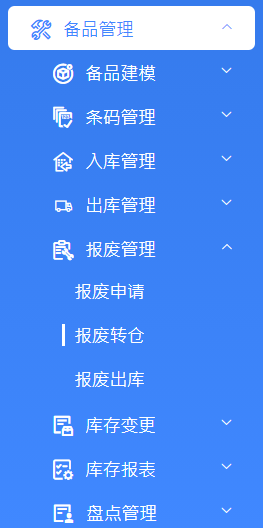 备品管理
备品建模
条码管理
入库管理
出库管理
报废管理
报废申请
报废转仓
报废出库
库存变更
库存报表
盘点管理